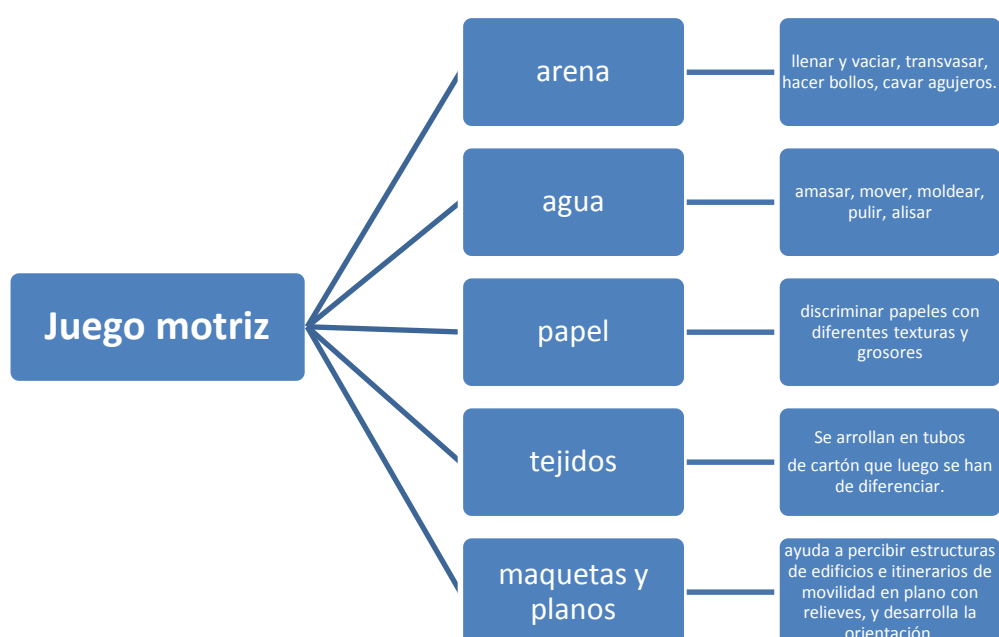 Juego motriz
arena
llenar y vaciar, transvasar,
hacer bollos, cavar agujeros.
agua
amasar, mover, moldear,
pulir, alisar
papel
discriminar papeles con
diferentes texturas y
grosores
tejidos
Se arrollan en tubos
de cartón que luego se han
de diferenciar.
maquetas y
planos
ayuda a percibir estructuras
de edificios e itinerarios de
movilidad en plano con
relieves, y desarrolla la
orientación